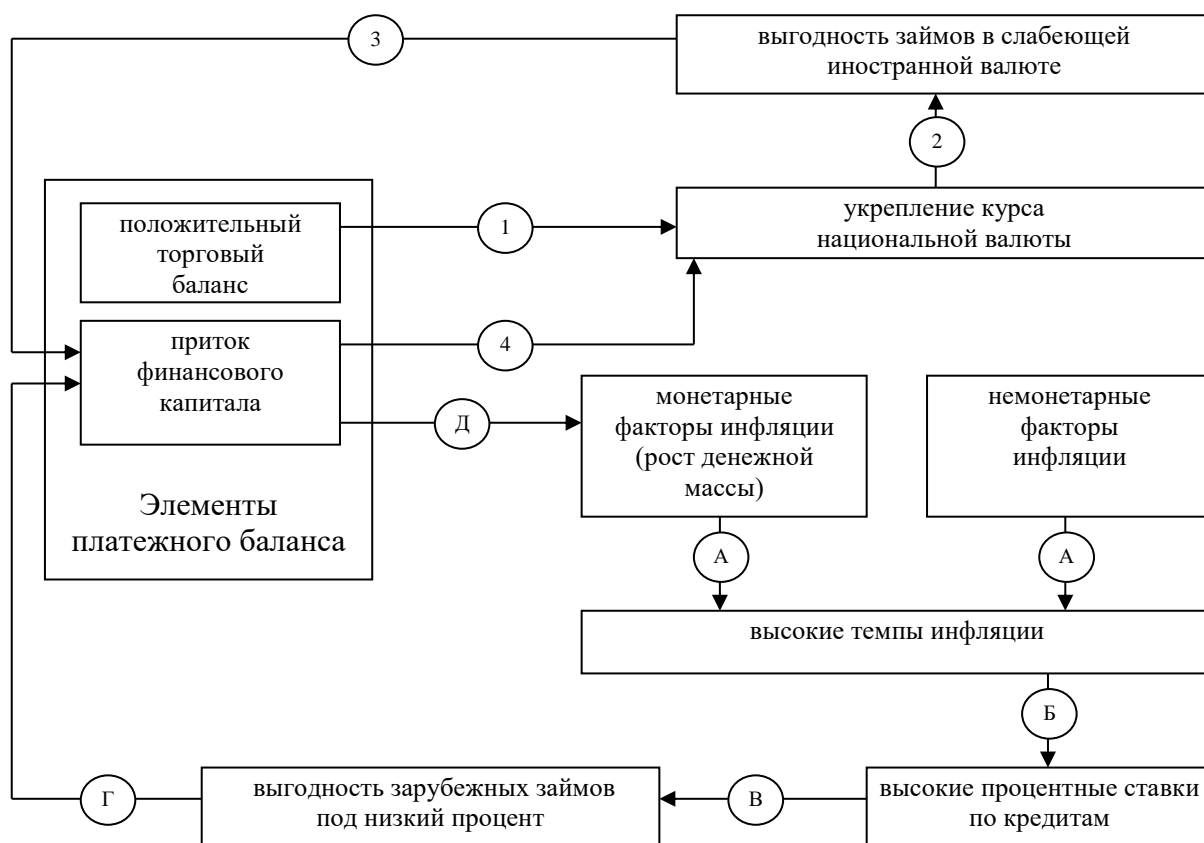 3
выгодность займов в слабеющей
иностранной валюте
2
положительный
торговый
баланс
1
укрепление курса
национальной валюты
приток
финансового
капитала
4
Д
монетарные
факторы инфляции
(рост денежной
массы)
немонетарные
факторы
инфляции
Элементы
платежного баланса
А
А
высокие темпы инфляции
Б
Г
выгодность зарубежных займов
под низкий процент
В
высокие процентные ставки
по кредитам